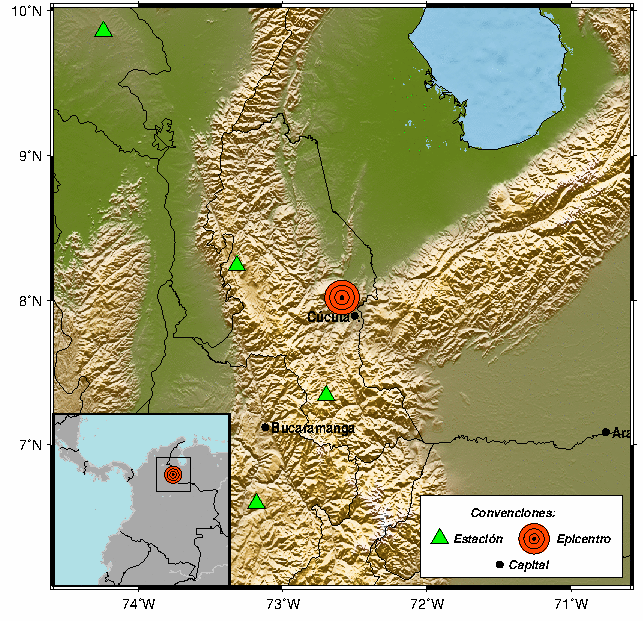 10°N
9°N
8°N
Cúcuta
7°N
Bucaramanga
Ara
Convenciones:
Estación
Epicentro
Capital
74°W
73°W
72°W
71°W